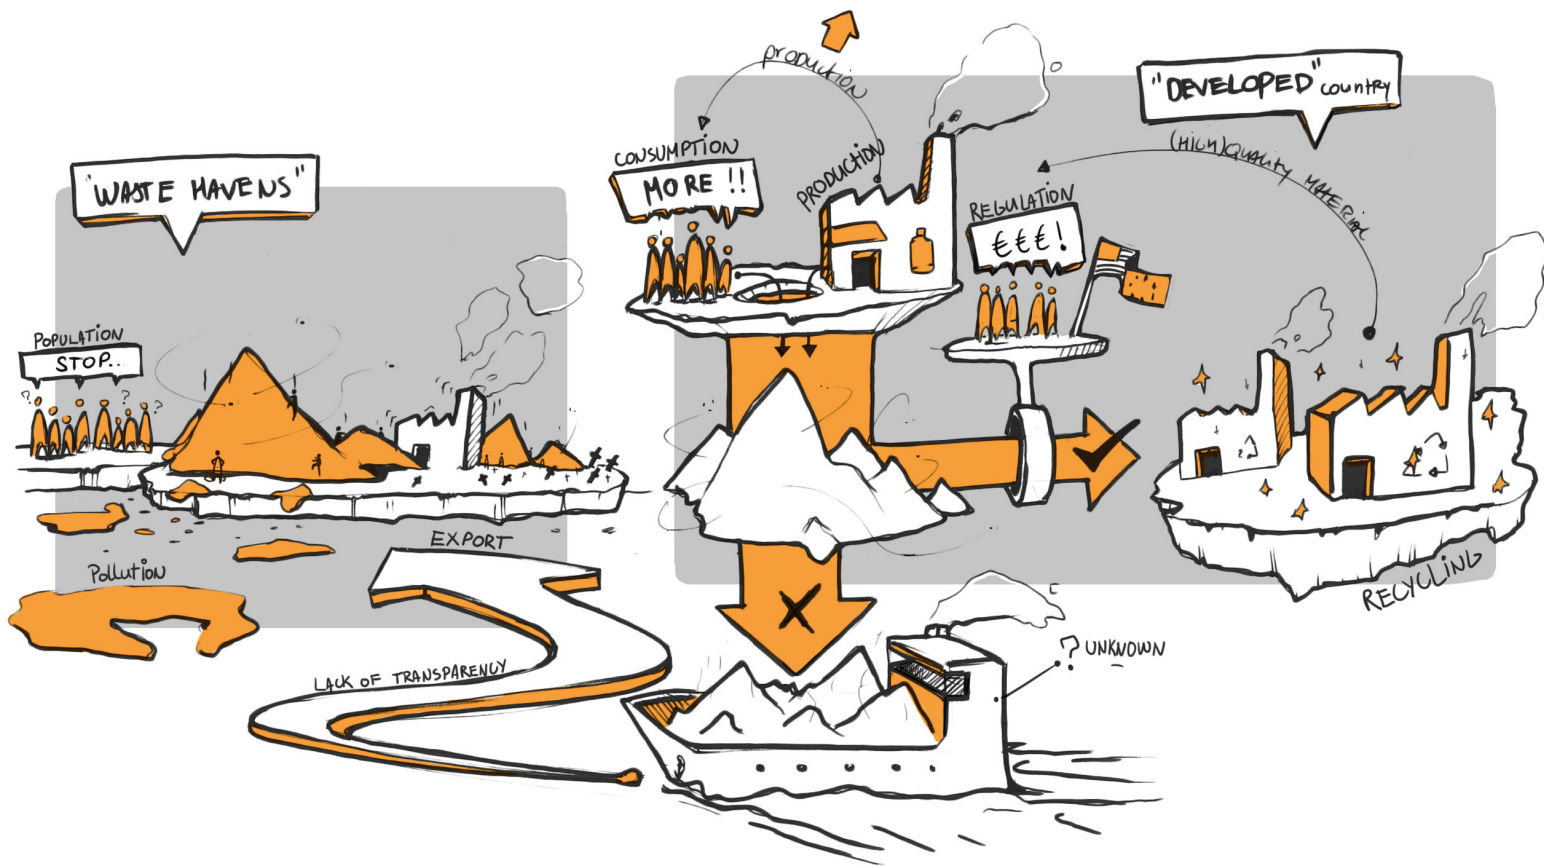 "WASTE HAVENS"
POPULATION
STOP...
Pollution
EXPORT
LACK OF TRANSPARENCY
production
CONSUMPTION
MORE !!
PRODUCTION
REGULATION
€€€!
"DEVELOPED" country
(HIGH)QUALITY MATERIAL
RECYCLING
? UNKNOWN